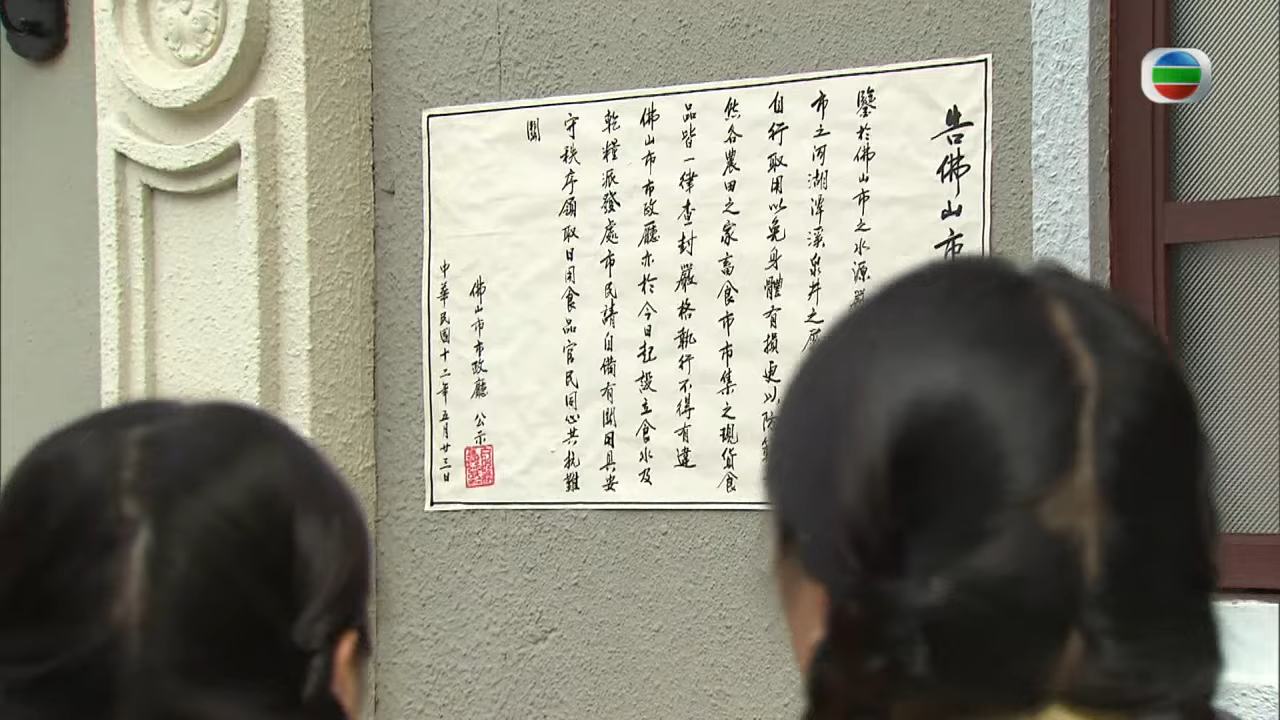 告佛山市
鑒於佛山市之水源
市之河湖潭溪泉井之
自行取用以免身體有損更以防
然各農田之家畜食市市集之現貨食
品皆一律查封嚴格執行不得有違
佛山市市政廳亦於今日起設立食水及
乾糧派發處市民請自備有關用具安
守秩序領取日用食品官民同心共抗難
關
佛山市市政廳 公示
中華民國十二年五月廿三日